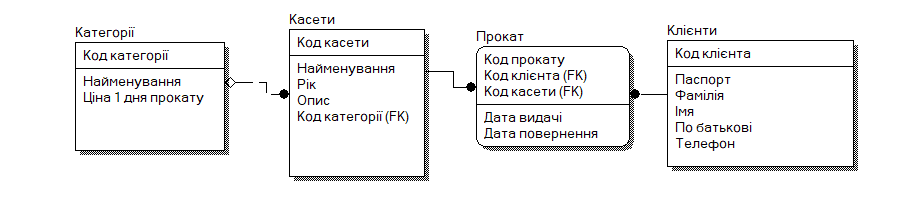 Категорії
Код категорії
Найменування
Ціна 1 дня прокату
Касети
Код касети
Найменування
Рік
Опис
Код категорії (FK)
Прокат
Код прокату
Код клієнта (FK)
Код касети (FK)
Дата видачі
Дата повернення
Клієнти
Код клієнта
Паспорт
Фамілія
Імя
По батькові
Телефон